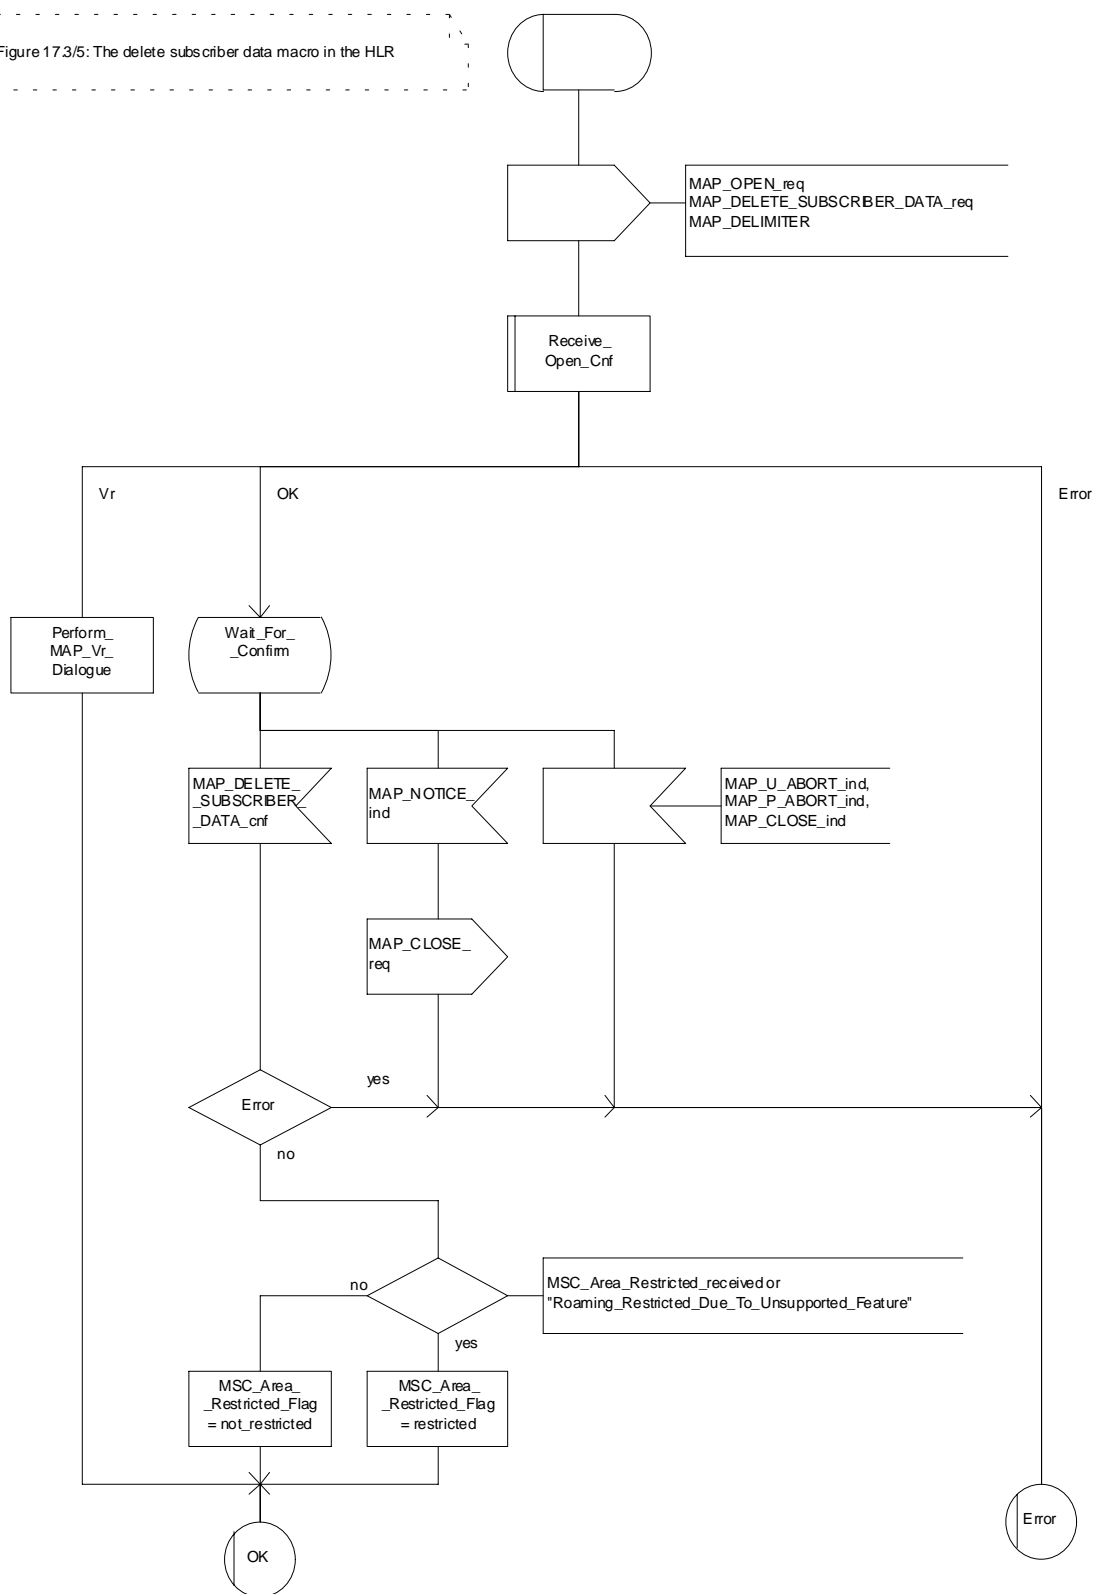 Figure 17.3/5: The delete subscriber data macro in the HLR
MAP_OPEN_req
MAP_DELETE_SUBSCRIBER_DATA_req
MAP_DELIMITER
Receive_
Open_Cnf
Vr
OK
Error
Perform_
MAP_Vr_
Dialogue
Wait_For_
_Confirm
MAP_DELETE_
_SUBSCRIBER_
_DATA_cnf
MAP_NOTICE_
ind
MAP_U_ABORT_ind,
MAP_P_ABORT_ind,
MAP_CLOSE_ind
MAP_CLOSE_
req
yes
Error
no
no
MSC_Area_Restricted_received or
"Roaming_Restricted_Due_To_Unsupported_Feature"
yes
MSC_Area_
_Restricted_Flag
= not_restricted
MSC_Area_
_Restricted_Flag
= restricted
Error
OK